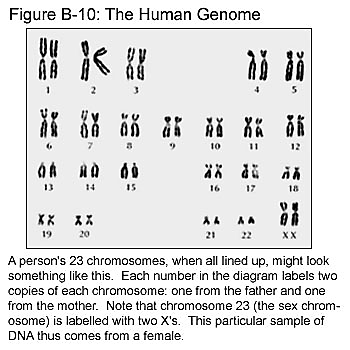 Figure B-10: The Human Genome
1 2 3 4 5
6 7 8 9 10 11 12
13 14 15 16 17 18
19 20 21 22 XX
A person's 23 chromosomes, when all lined up, might look
something like this. Each number in the diagram labels two
copies of each chromosome: one from the father and one
from the mother. Note that chromosome 23 (the sex chrom-
osome) is labelled with two X's. This particular sample of
DNA thus comes from a female.